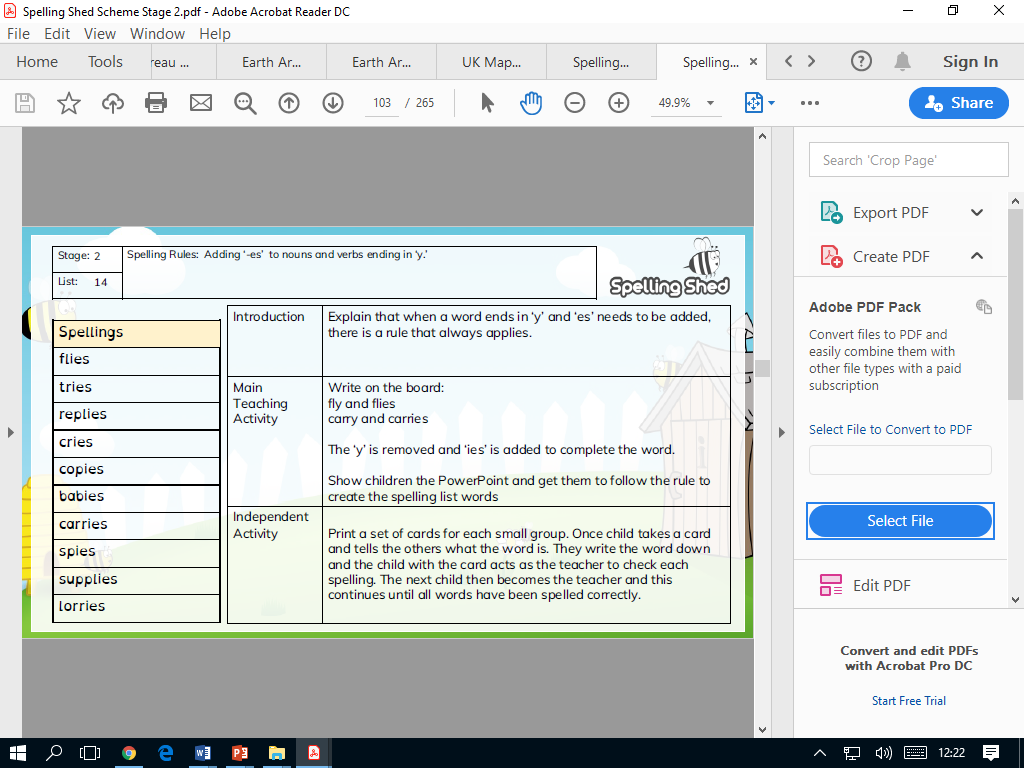 Spelling Shed Scheme Stage 2.pdf - Adobe Acrobat Reader DC
File Edit View Window Help
Home Tools reau ... Earth Ar... Earth Ar... UK Map... Spelling... Spelling... × Sign In
103 / 265 49.9% Share
Search 'Crop Page'
Export PDF
Create PDF
Adobe PDF Pack
Convert files to PDF and
easily combine them with
other file types with a paid
subscription
Select File to Convert to PDF
Select File
Edit PDF
Convert and edit PDFs
with Acrobat Pro DC
Start Free Trial
Stage: 2
List: 14
Spelling Rules: Adding ‘-es’ to nouns and verbs ending in ‘y.’
Spelling Shed
Spellings
flies
tries
replies
cries
copies
babies
carries
spies
supplies
lorries
Introduction
Explain that when a word ends in ‘y’ and ‘es’ needs to be added,
there is a rule that always applies.
Main
Teaching
Activity
Write on the board:
fly and flies
carry and carries
The ‘y’ is removed and ‘ies’ is added to complete the word.
Show children the PowerPoint and get them to follow the rule to
create the spelling list words
Independent
Activity
Print a set of cards for each small group. Once child takes a card
and tells the others what the word is. They write the word down
and the child with the card acts as the teacher to check each
spelling. The next child then becomes the teacher and this
continues until all words have been spelled correctly.
12:22